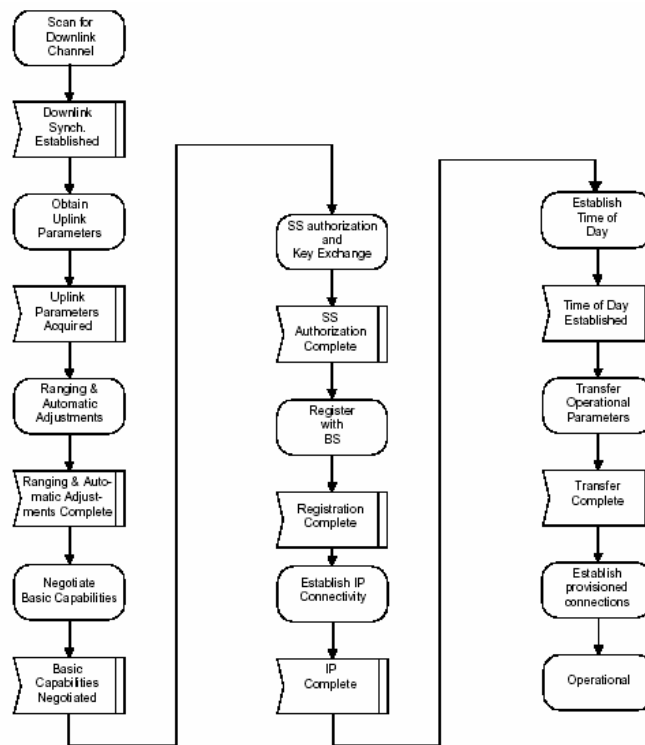 Scan for
Downlink
Channel
Downlink
Synch.
Established
Obtain
Uplink
Parameters
Uplink
Parameters
Acquired
Ranging &
Automatic
Adjustments
Ranging & Auto-
matic Adjust-
ments Complete
Negotiate
Basic Capabilities
Basic
Capabilities
Negotiated
SS authorization
and
Key Exchange
SS
Authorization
Complete
Register
with
BS
Registration
Complete
Establish IP
Connectivity
IP
Complete
Establish
Time of
Day
Time of Day
Established
Transfer
Operational
Parameters
Transfer
Complete
Establish
provisioned
connections
Operational